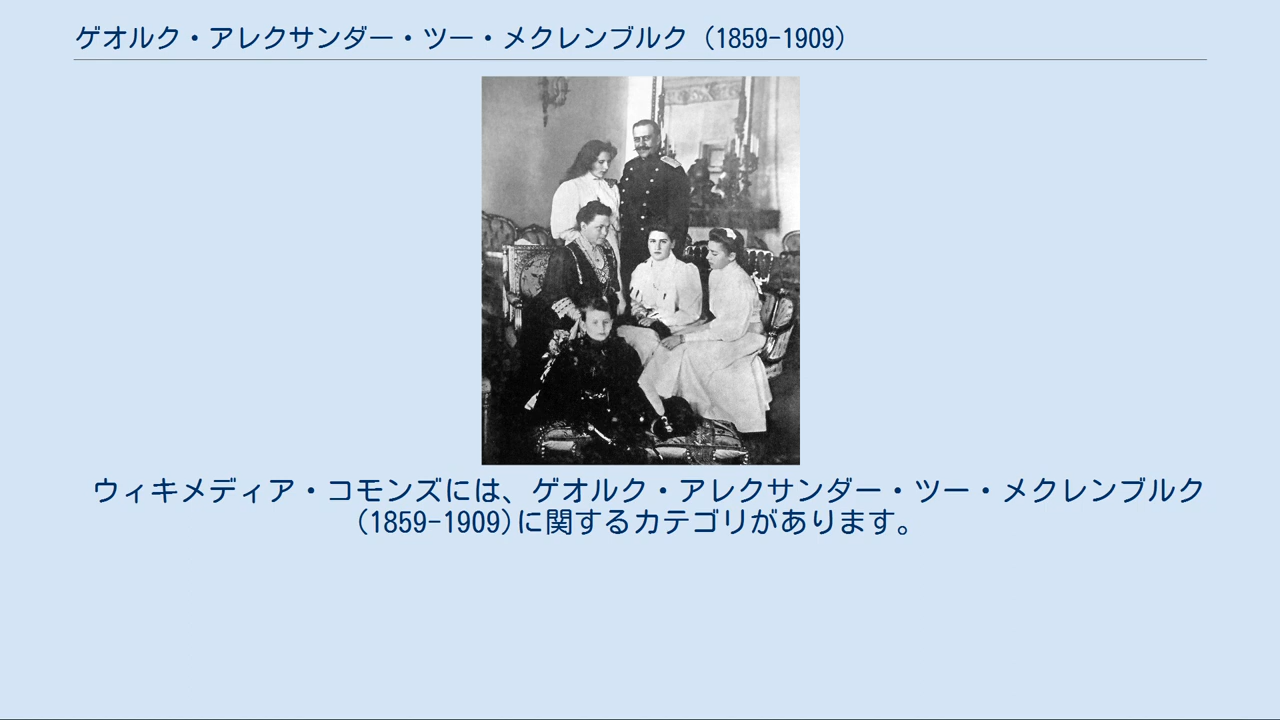 ゲオルク・アレクサンダー・ツー・メクレンブルク (1859-1909)
ウィキメディア・コモンズには、ゲオルク・アレクサンダー・ツー・メクレンブルク
(1859-1909)に関するカテゴリがあります。